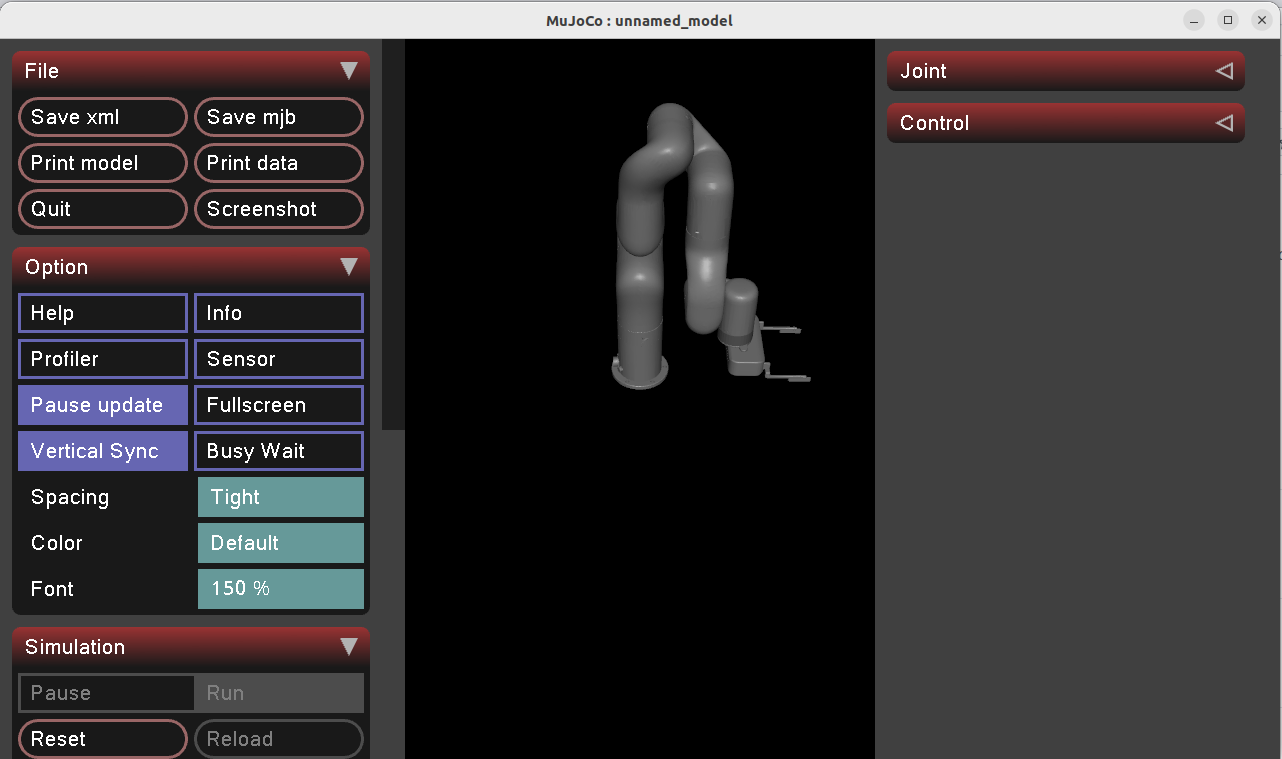 MuJoCo : unnamed_model
File
Save xml
Save mjb
Print model
Print data
Quit
Screenshot
Option
Help
Info
Profiler
Sensor
Pause update
Fullscreen
Vertical Sync
Busy Wait
Spacing
Tight
Color
Default
Font
150 %
Simulation
Pause
Run
Reset
Reload
Joint
Control